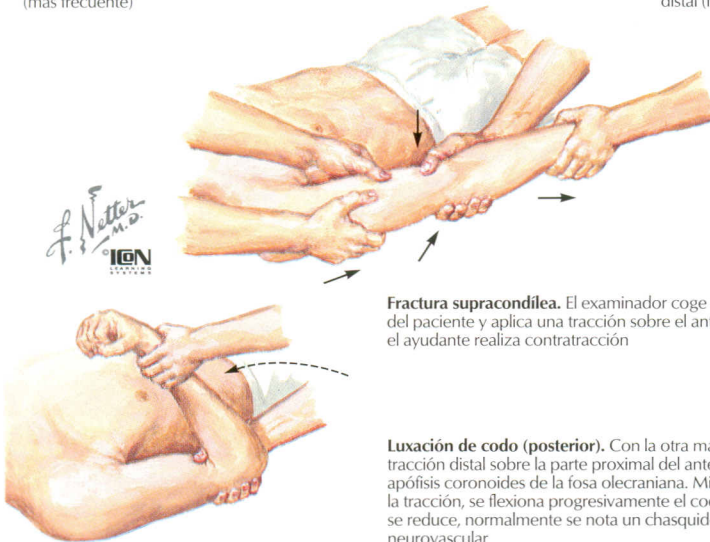 (más frecuente)
distal (
F. Netter
M.D.
© ICON
LEARNING
SYSTEMS
Fractura supracondílea. El examinador coge
del paciente y aplica una tracción sobre el an
el ayudante realiza contratracción
Luxación de codo (posterior). Con la otra ma
tracción distal sobre la parte proximal del ante
apófisis coronoides de la fosa olecraniana. Mi
la tracción, se flexiona progresivamente el co
se reduce, normalmente se nota un chasquid
neurovascular